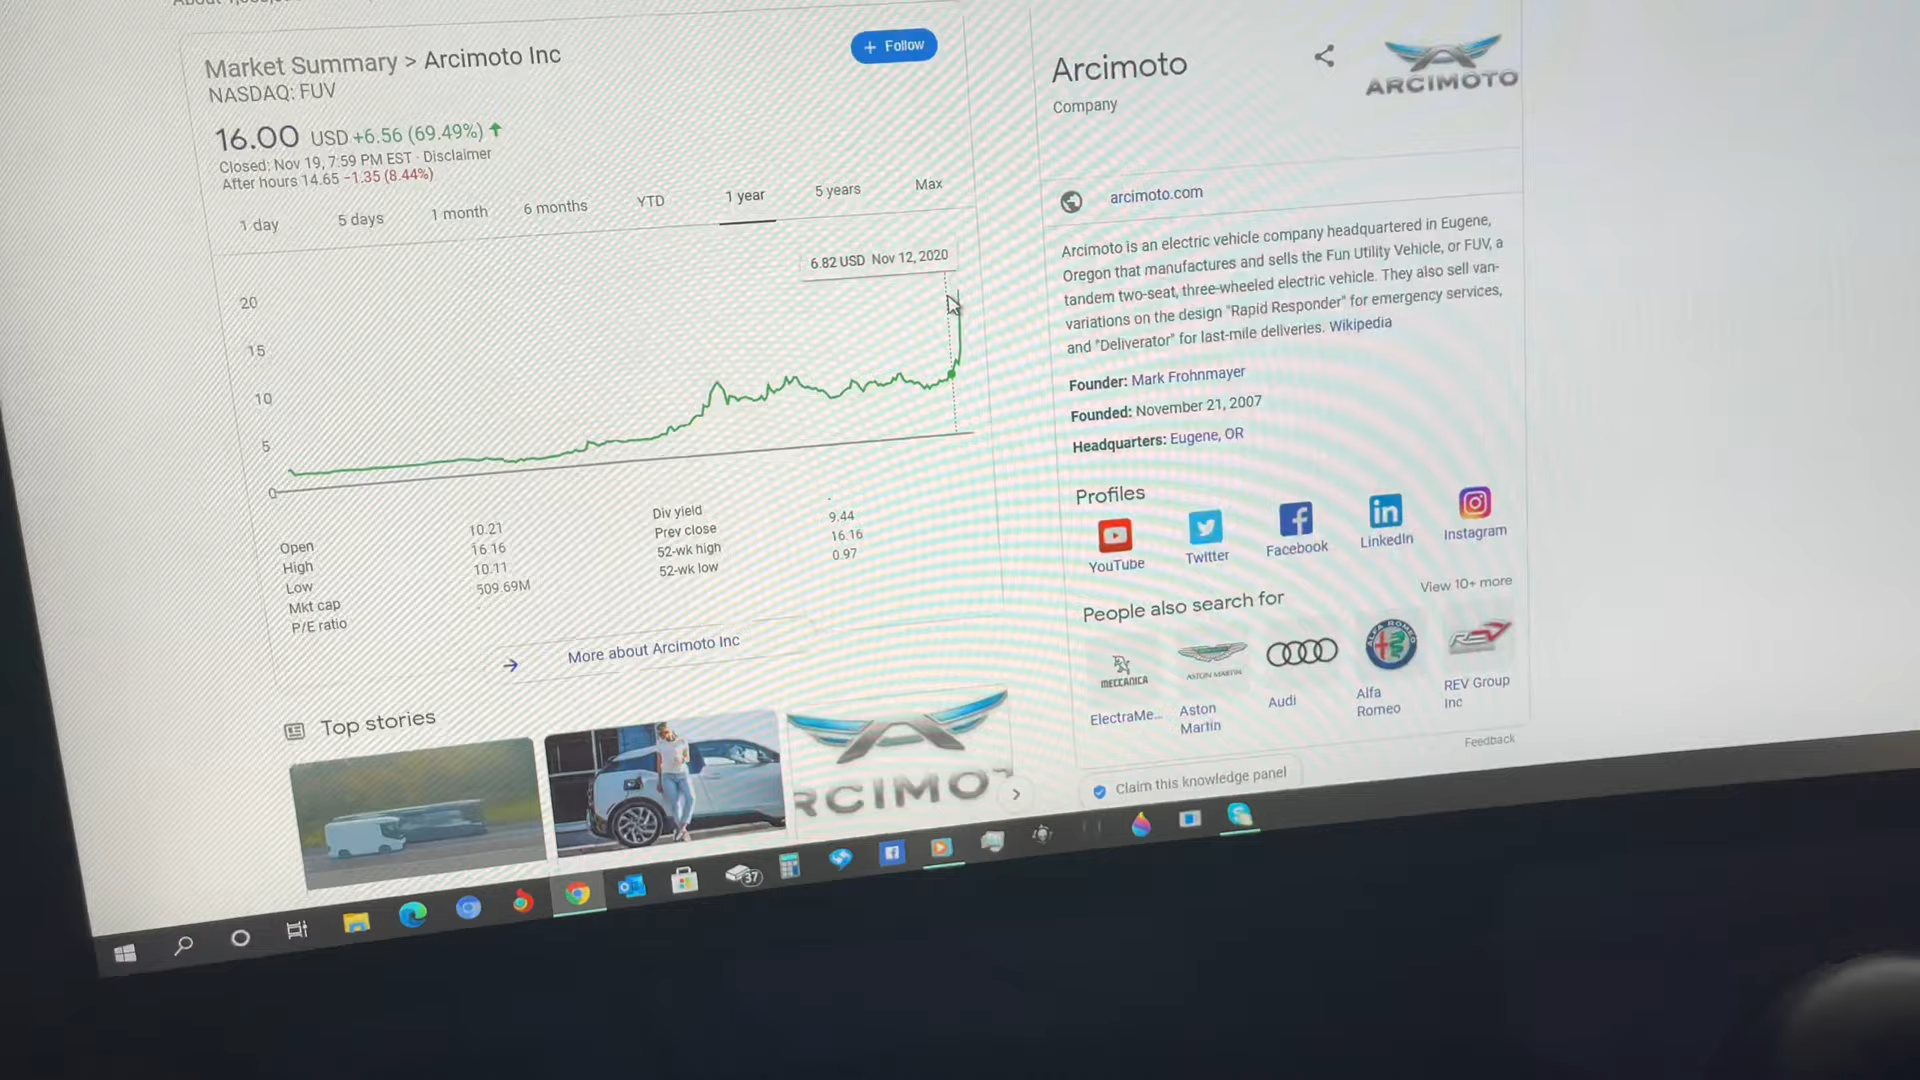 Market Summary > Arcimoto Inc
NASDAQ: FUV
+ Follow
16.00 USD +6.56 (69.49%)
Closed: Nov 19, 7:59 PM EST · Disclaimer
After hours 14.65 −1.35 (8.44%)
1 day 5 days 1 month 6 months YTD 1 year 5 years Max
6.82 USD Nov 12, 2020
20
15
10
5
0
Open 10.21
High 16.16
Low 10.11
Mkt cap 509.69M
P/E ratio -
Div yield -
Prev close 9.44
52-wk high 16.16
52-wk low 0.97
More about Arcimoto Inc
Top stories
RCIMOT
Arcimoto
Company
ARCIMOTO
arcimoto.com
Arcimoto is an electric vehicle company headquartered in Eugene,
Oregon that manufactures and sells the Fun Utility Vehicle, or FUV, a
tandem two-seat, three-wheeled electric vehicle. They also sell van-
variations on the design "Rapid Responder" for emergency services,
and "Deliverator" for last-mile deliveries. Wikipedia
Founder: Mark Frohnmayer
Founded: November 21, 2007
Headquarters: Eugene, OR
Profiles
YouTube Twitter Facebook LinkedIn Instagram
People also search for
View 10+ more
MECCANICA
ASTON MARTIN
ALFA ROMEO
REV
ElectraMe...
Aston
Martin
Audi
Alfa
Romeo
REV Group
Inc
Feedback
Claim this knowledge panel
37